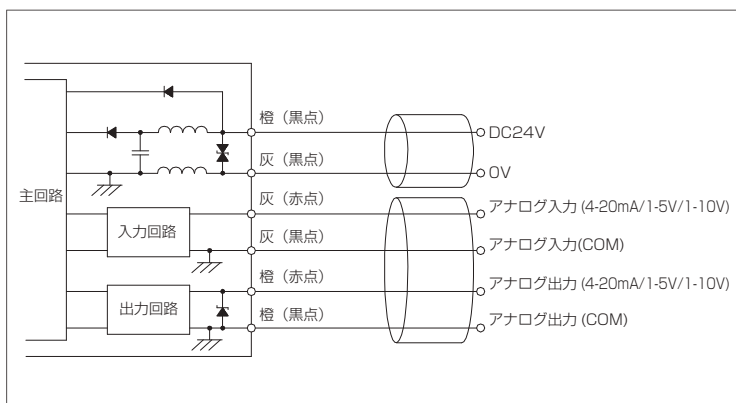 橙（黒点）
DC24V
灰（黒点）
0V
主回路
灰（赤点）
アナログ入力 (4-20mA/1-5V/1-10V)
入力回路
灰（黒点）
アナログ入力(COM)
橙（赤点）
アナログ出力 (4-20mA/1-5V/1-10V)
出力回路
橙（黒点）
アナログ出力 (COM)